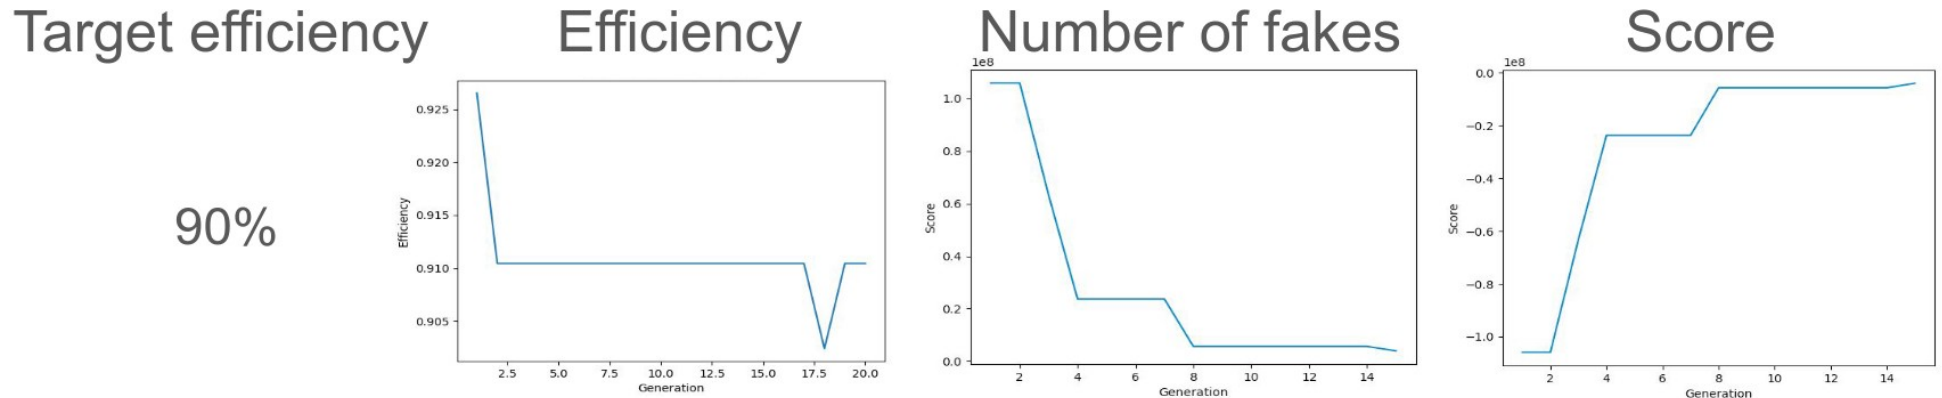 Target efficiency
Efficiency
Number of fakes
Score
90%
0.925
0.920
0.915
0.910
0.905
Efficiency
2.5 5.0 7.5 10.0 12.5 15.0 17.5 20.0
Generation
1e8
1.0
0.8
0.6
0.4
0.2
0.0
Score
2 4 6 8 10 12 14
Generation
1e8
0.0
−0.2
−0.4
−0.6
−0.8
−1.0
Score
2 4 6 8 10 12 14
Generation